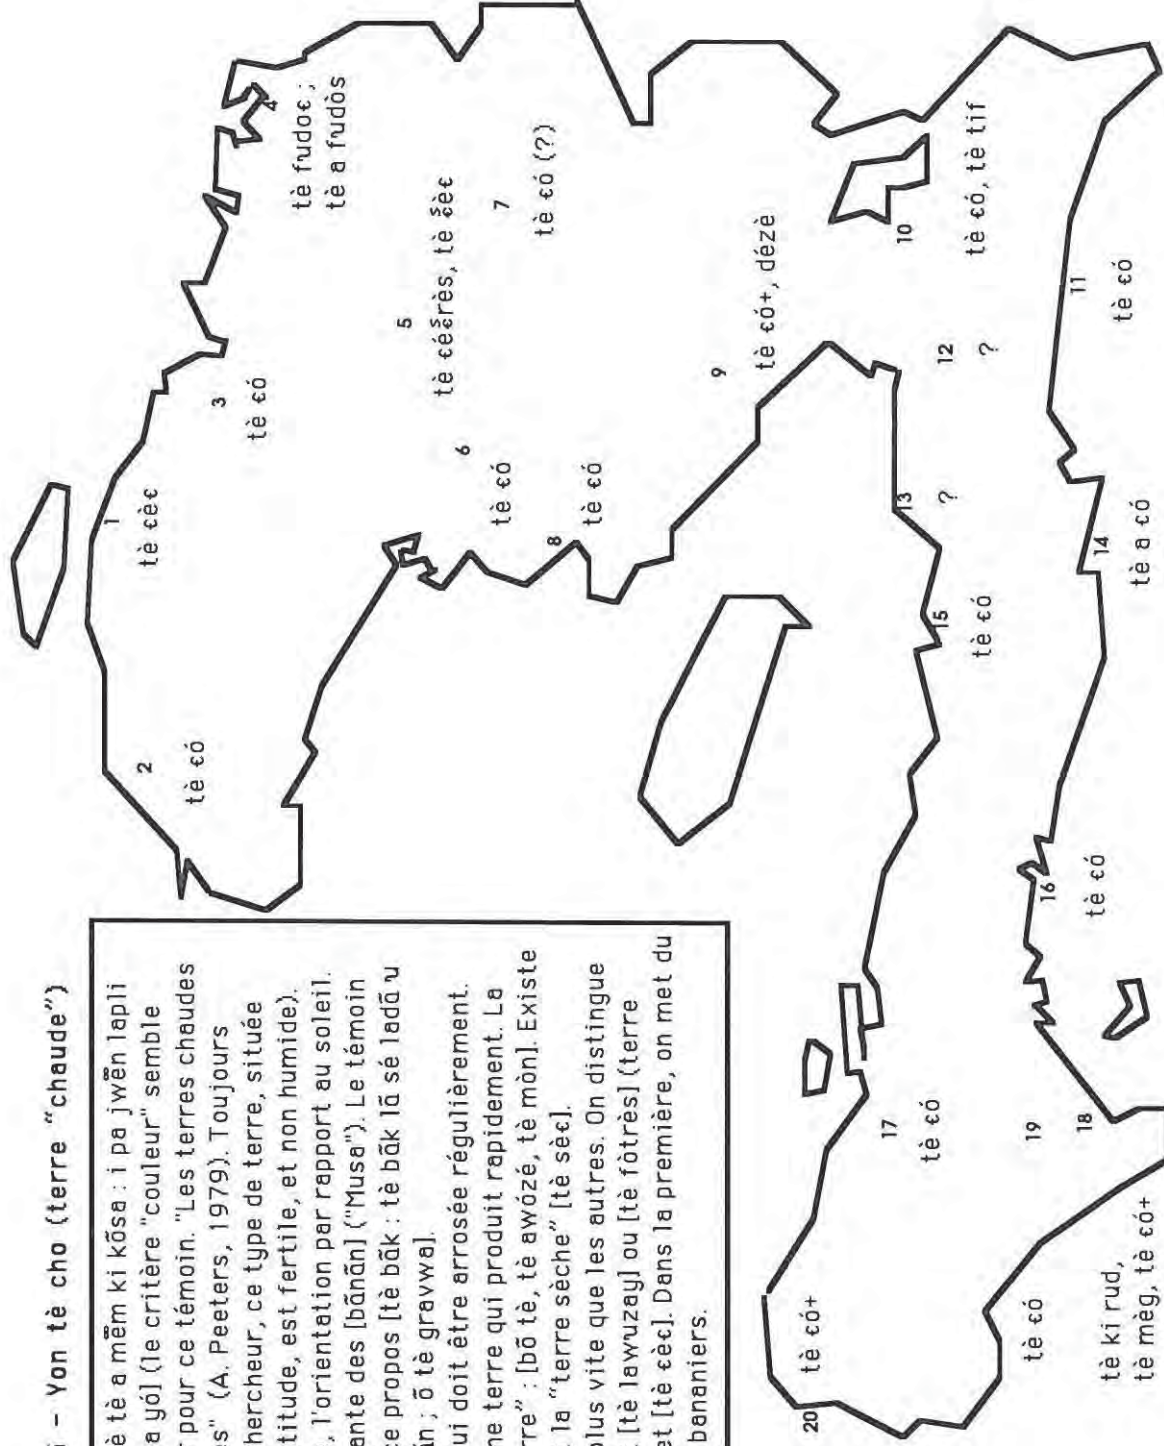 – Yon tè cho (terre "chaude")
è tè a mẽm ki kõsa : i pa jwẽn lapli
a yó] (le critère "couleur" semble
pour ce témoin. "Les terres chaudes
es" (A. Peeters, 1979). Toujours
hercheur, ce type de terre, située
titude, est fertile, et non humide).
, l'orientation par rapport au soleil.
ante des [bãnãn] ("Musa"). Le témoin
ce propos [tè bãk : tè bãk lã sé ladã ꞷ
ãn ; õ tè gravwa].
ui doit être arrosée régulièrement.
ne terre qui produit rapidement. La
rre" : [bõ tè, tè awózé, tè mòn]. Existe
la "terre sèche" [tè sèɛ].
plus vite que les autres. On distingue
[tè lawuzay] ou [tè fòtrès] (terre
et [tè ɛèɛ]. Dans la première, on met du
bananiers.
1
tè ɛèɛ
2
tè ɛó
3
tè ɛó
4
tè fꞷdoɛ ;
tè a fꞷdòs
5
tè ɛéšrès, tè šèɛ
6
tè ɛó
7
tè ɛó (?)
8
tè ɛó
9
tè ɛó+, dézè
10
tè ɛó, tè tif
11
tè ɛó
12
?
13
?
14
tè a ɛó
15
tè ɛó
16
tè ɛó
17
tè ɛó
18
tè ki rud,
tè mèg, tè ɛó+
19
tè ɛó
20
tè ɛó+